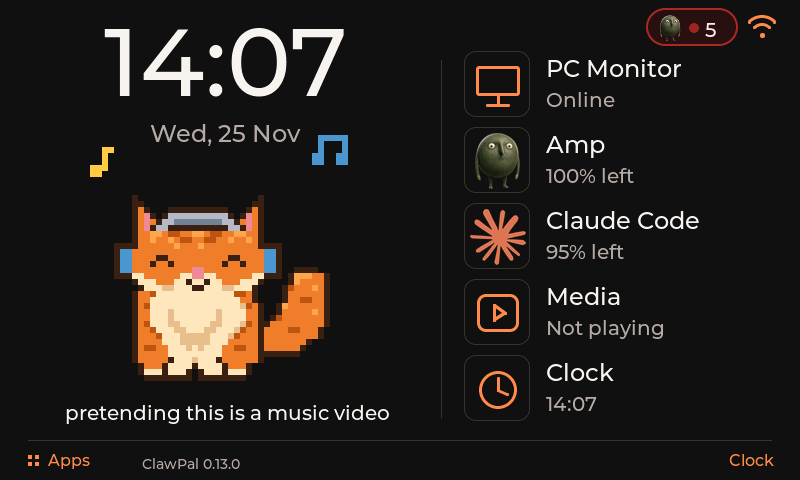 14:07
Wed, 25 Nov
pretending this is a music video
5
PC Monitor
Online
Amp
100% left
Claude Code
95% left
Media
Not playing
Clock
14:07
Apps
ClawPal 0.13.0
Clock